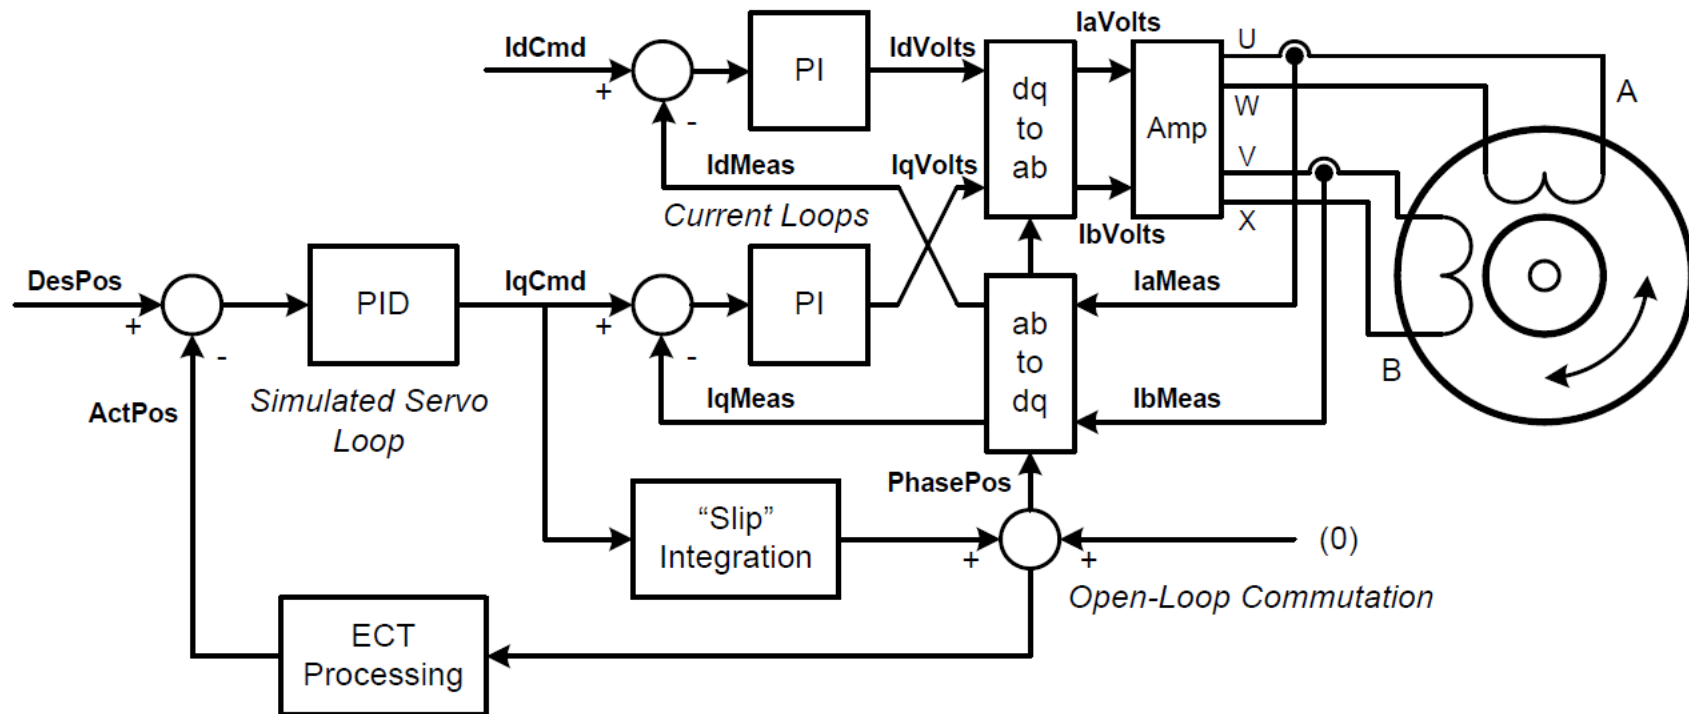 IaVolts
U
IdCmd
PI
IdVolts
+
-
dq
to
ab
Amp
W
A
V
X
IdMeas
IqVolts
Current Loops
IbVolts
DesPos
+
-
PID
IqCmd
+
-
PI
IaMeas
ab
to
dq
ActPos
Simulated Servo
Loop
IqMeas
IbMeas
B
PhasePos
“Slip”
Integration
+
+
(0)
Open-Loop Commutation
ECT
Processing